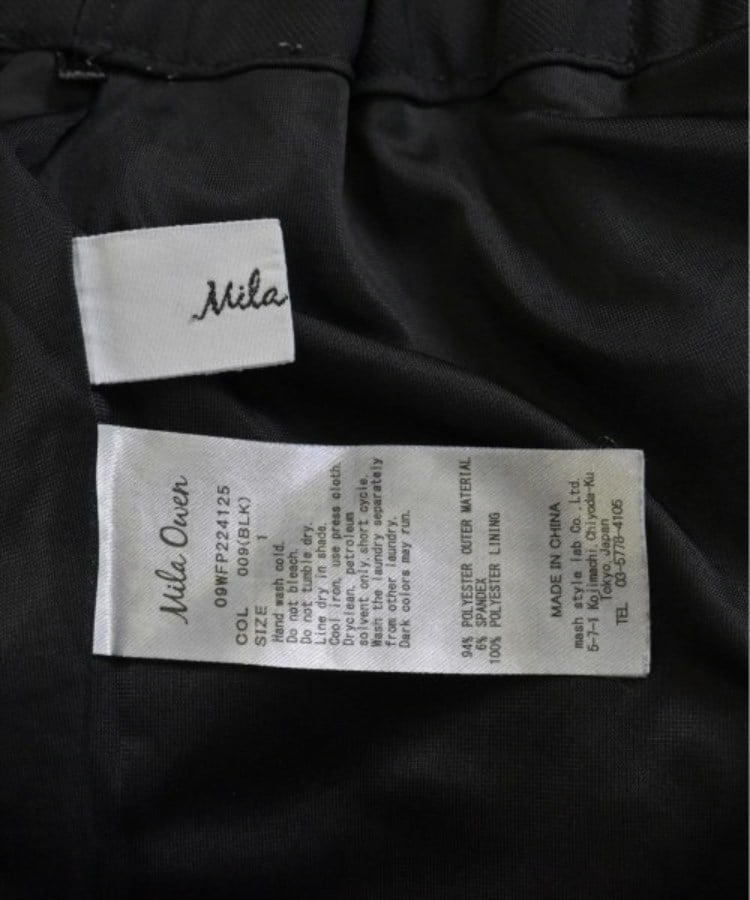 Mila
Mila Owen
09WFP224125
COL 009(BLK)
SIZE 1
Hand wash cold.
Do not bleach.
Do not tumble dry.
Line dry in shade.
Cool iron, use press cloth.
Dryclean, petroleum
solvent only,short cycle.
Wash the laundry separately
from other laundry.
Dark colors may run.
94% POLYESTER OUTER MATERIAL
6% SPANDEX
100% POLYESTER LINING
MADE IN CHINA
mash style lab Co.,Ltd.
5-7-1 Kojimachi,Chiyoda-Ku
Tokyo,Japan
TEL 03-5778-4105